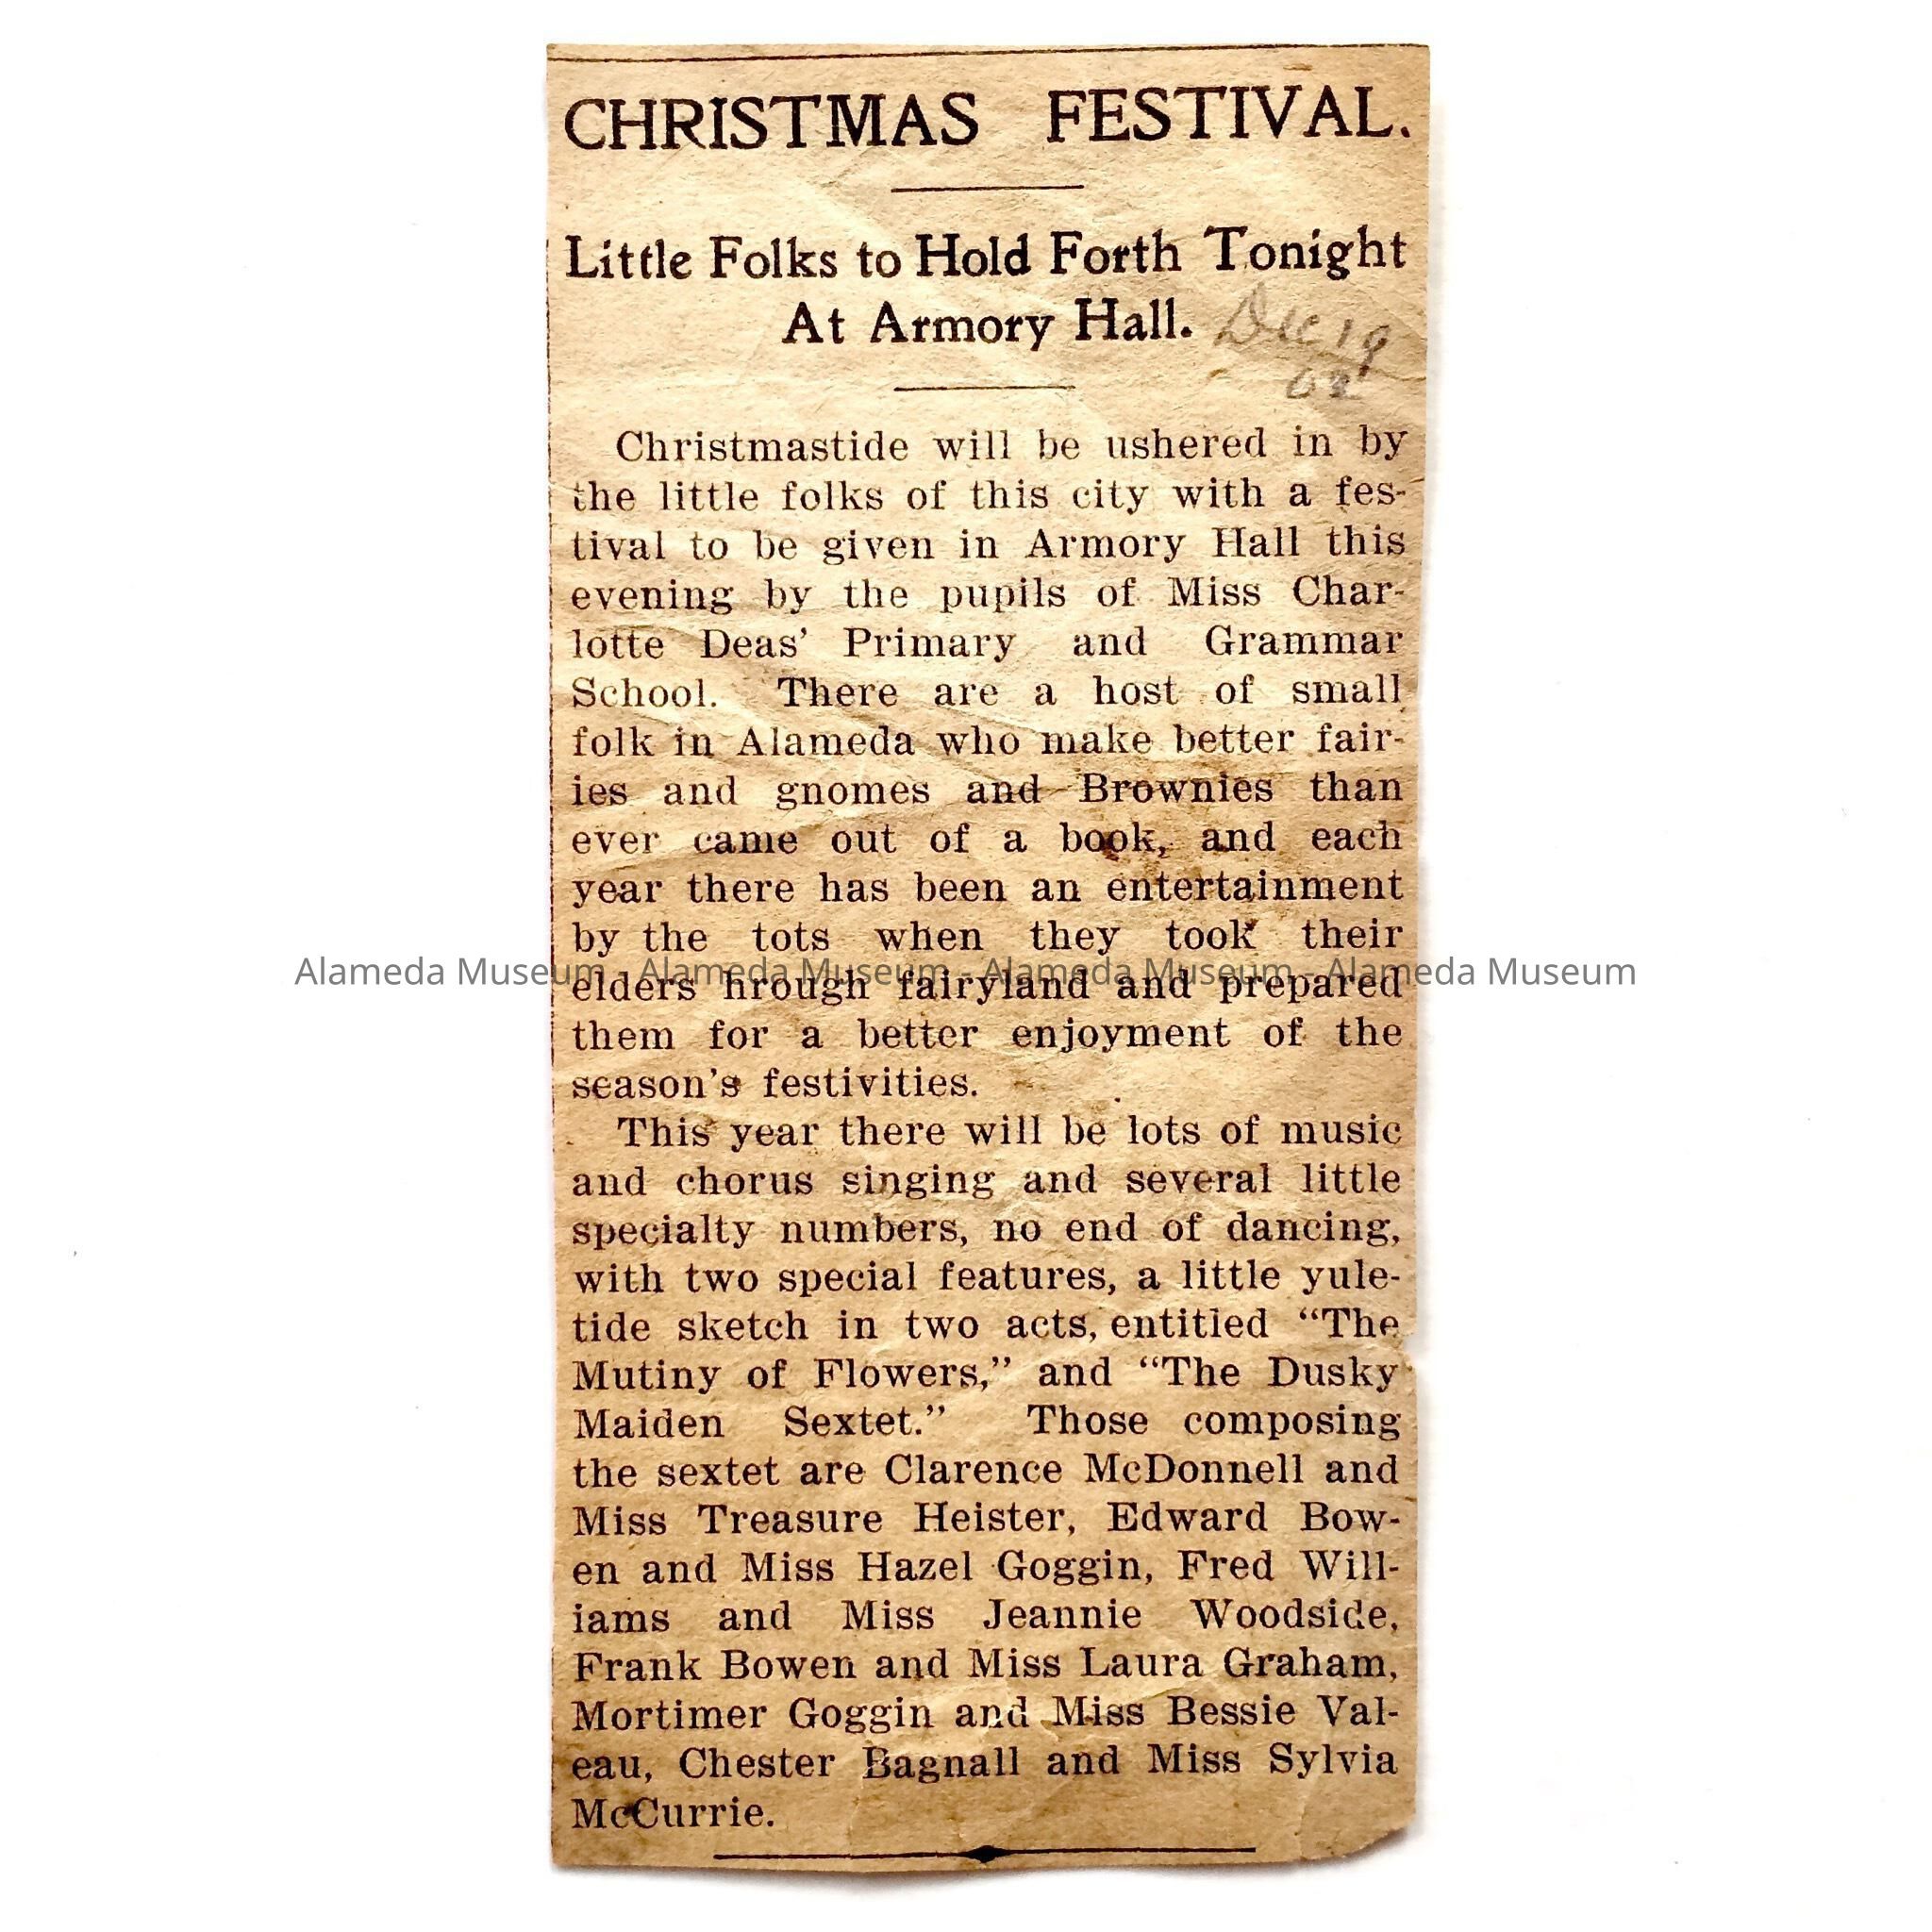 CHRISTMAS FESTIVAL.
Little Folks to Hold Forth Tonight
At Armory Hall.
Dec 19
02
Christmastide will be ushered in by
the little folks of this city with a fes-
tival to be given in Armory Hall this
evening by the pupils of Miss Char-
lotte Deas' Primary and Grammar
School. There are a host of small
folk in Alameda who make better fair-
ies and gnomes and Brownies than
ever came out of a book, and each
year there has been an entertainment
by the tots when they took their
Alameda Museum - Alameda Museum - Alameda Museum - Alameda Museum
elders hrough fairyland and prepared
them for a better enjoyment of the
season's festivities.
This year there will be lots of music
and chorus singing and several little
specialty numbers, no end of dancing,
with two special features, a little yule-
tide sketch in two acts, entitled “The
Mutiny of Flowers,” and “The Dusky
Maiden Sextet.” Those composing
the sextet are Clarence McDonnell and
Miss Treasure Heister, Edward Bow-
en and Miss Hazel Goggin, Fred Will-
iams and Miss Jeannie Woodside,
Frank Bowen and Miss Laura Graham,
Mortimer Goggin and Miss Bessie Val-
eau, Chester Bagnall and Miss Sylvia
McCurrie.